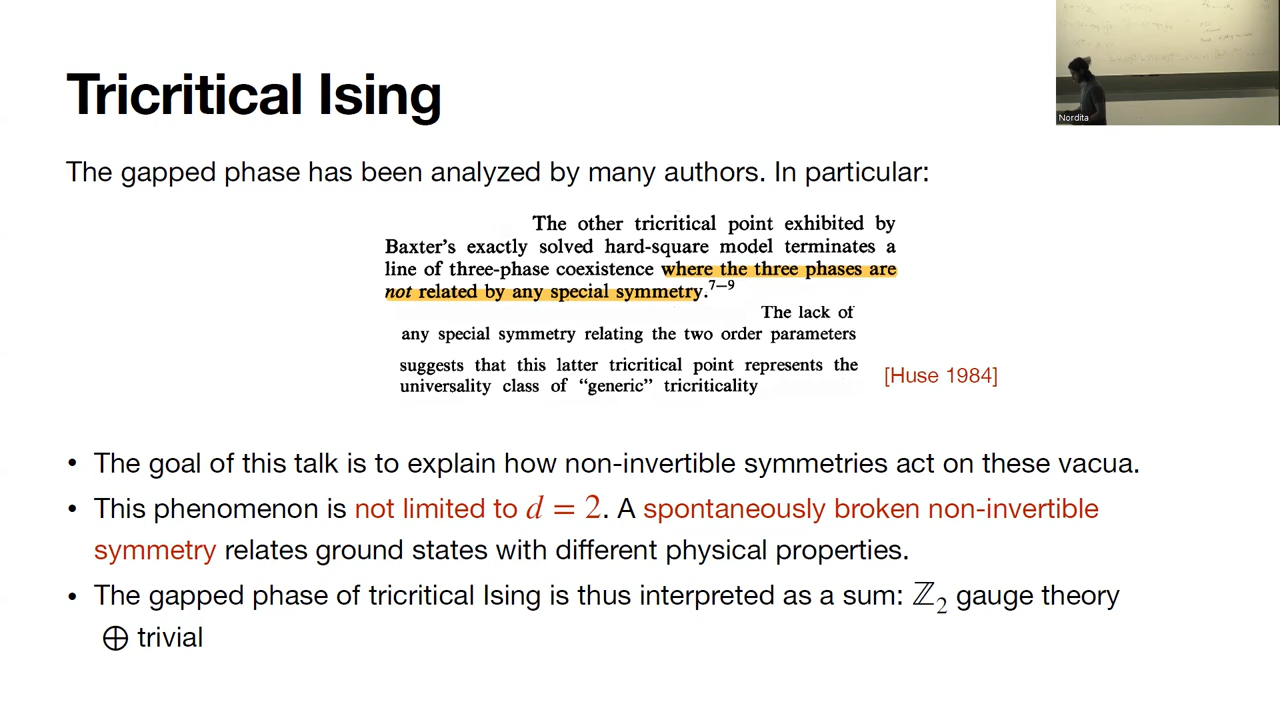 Tricritical Ising
Nordita
The gapped phase has been analyzed by many authors. In particular:
The other tricritical point exhibited by
Baxter's exactly solved hard-square model terminates a
line of three-phase coexistence where the three phases are
not related by any special symmetry.⁷⁻⁹
The lack of
any special symmetry relating the two order parameters
suggests that this latter tricritical point represents the
universality class of "generic" tricriticality
[Huse 1984]
• The goal of this talk is to explain how non-invertible symmetries act on these vacua.
• This phenomenon is not limited to d = 2. A spontaneously broken non-invertible
symmetry relates ground states with different physical properties.
• The gapped phase of tricritical Ising is thus interpreted as a sum: ℤ₂ gauge theory
⊕ trivial